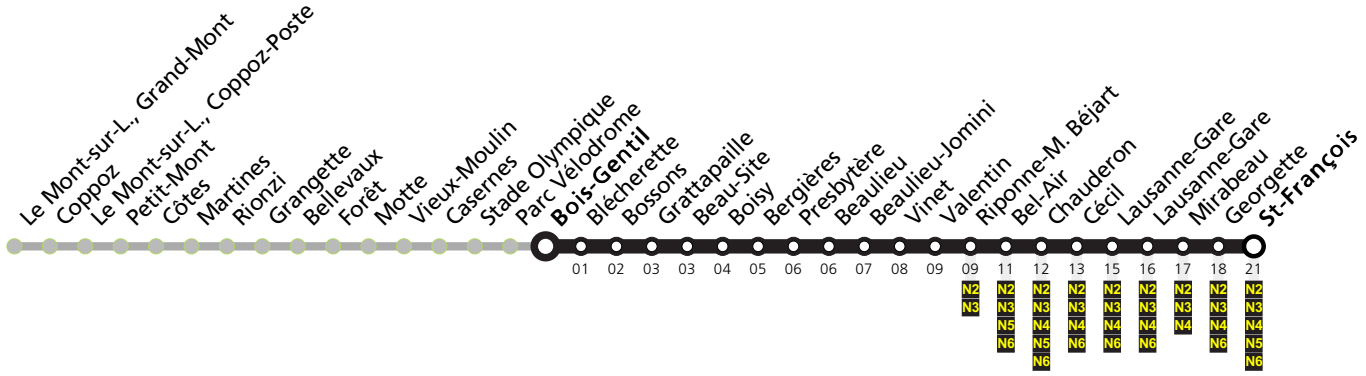 Le Mont-sur-L., Grand-Mont
Coppoz
Le Mont-sur-L., Coppoz-Poste
Petit-Mont
Côtes
Martines
Rionzi
Grangette
Bellevaux
Forêt
Motte
Vieux-Moulin
Casernes
Stade Olympique
Parc Vélodrome
Bois-Gentil
Blécherette
Bossons
Grattapaille
Beau-Site
Boisy
Bergières
Presbytère
Beaulieu
Beaulieu-Jomini
Vinet
Valentin
Riponne-M. Béjart
Bel-Air
Chauderon
Cécil
Lausanne-Gare
Lausanne-Gare
Mirabeau
Georgette
St-François
01 02 03 03 04 05 06 06 07 08 09 09 11 12 13 15 16 17 18 21
N2 N2 N2 N2 N2 N2 N2 N2 N2
N3 N3 N3 N3 N3 N3 N3 N3 N3
N5 N4 N4 N4 N4 N4 N4 N4
N6 N5 N6 N6 N6 N6 N5
N6 N6